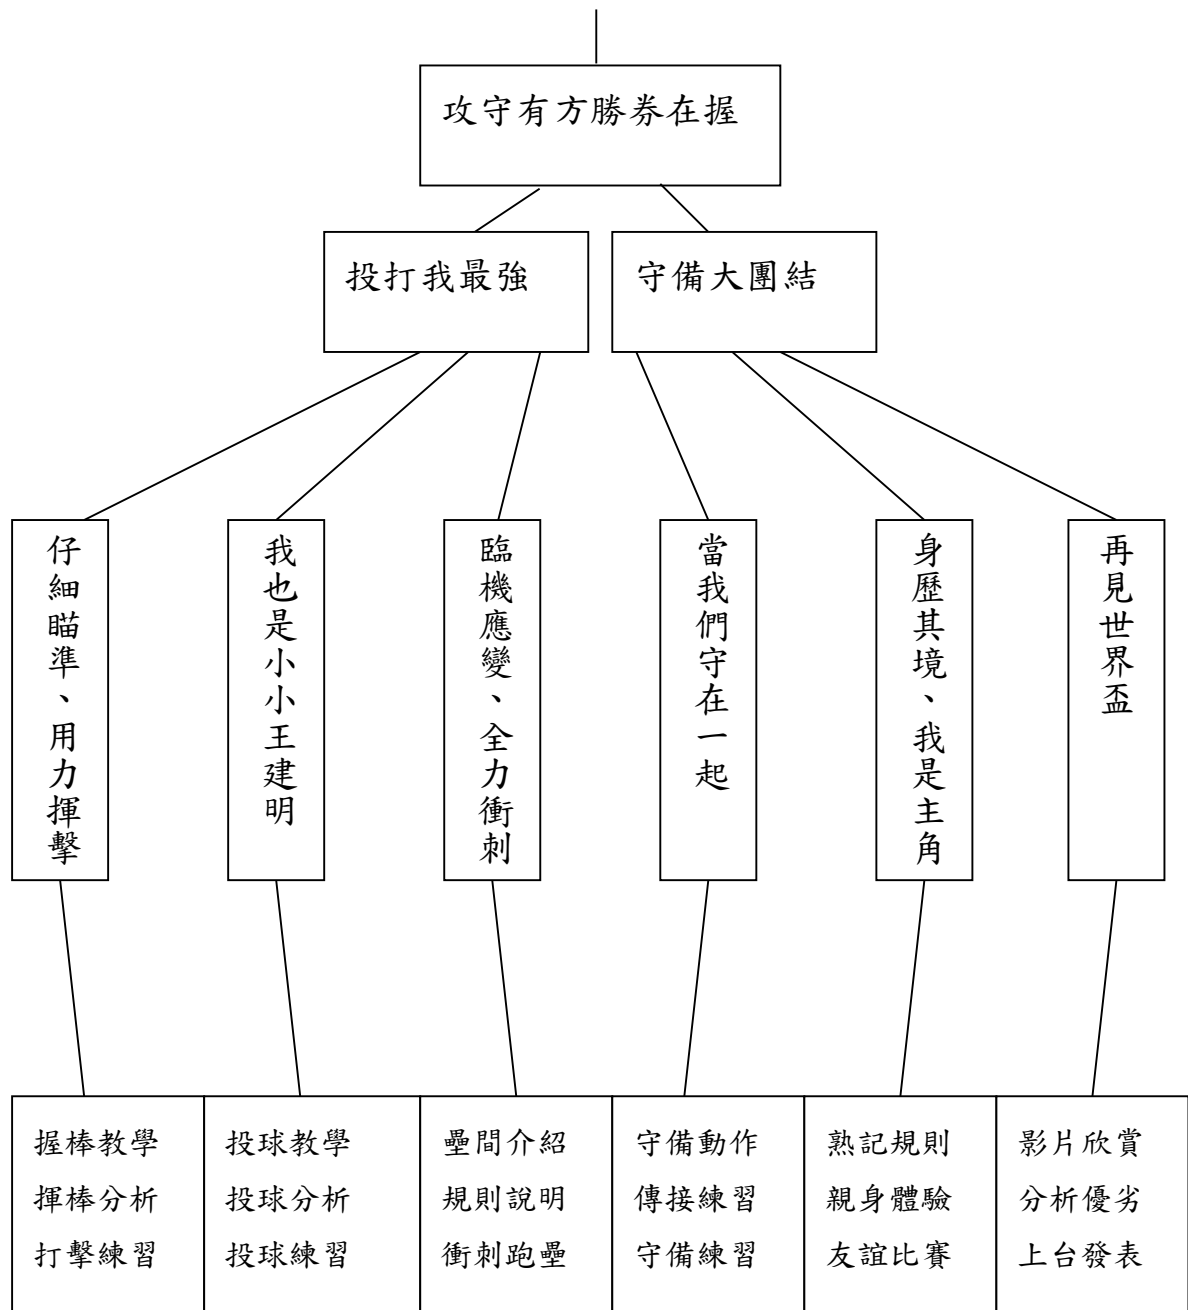 攻守有方勝券在握
投打我最強
守備大團結
仔細瞄準、用力揮擊
我也是小小王建明
臨機應變、全力衝刺
當我們守在一起
身歷其境、我是主角
再見世界盃
握棒教學
揮棒分析
打擊練習
投球教學
投球分析
投球練習
壘間介紹
規則說明
衝刺跑壘
守備動作
傳接練習
守備練習
熟記規則
親身體驗
友誼比賽
影片欣賞
分析優劣
上台發表